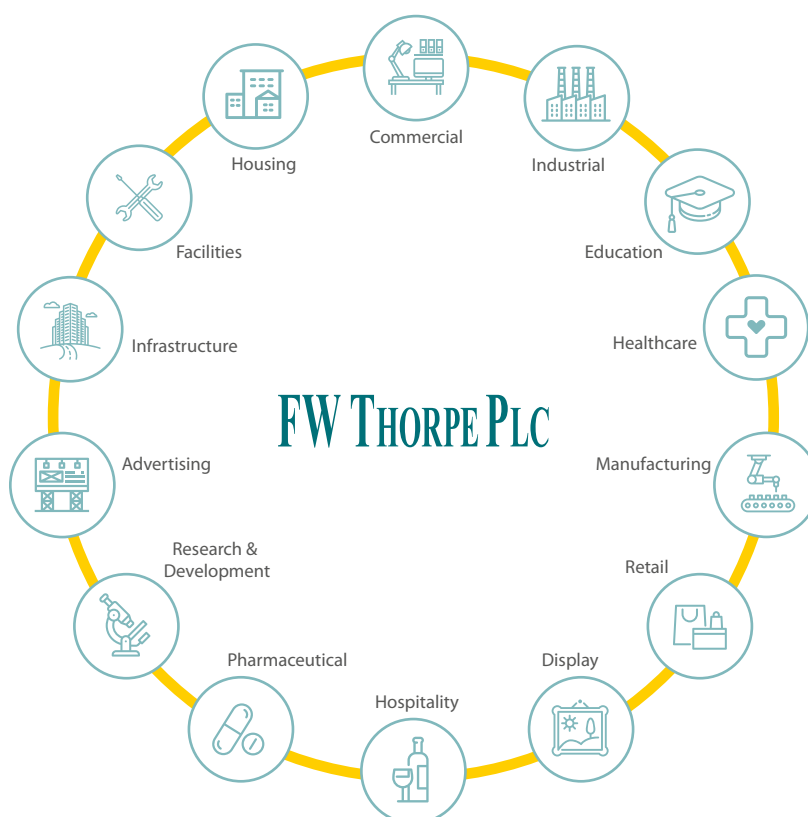 Commercial
Industrial
Education
Healthcare
Manufacturing
Retail
Display
Hospitality
Pharmaceutical
Research &
Development
Advertising
Infrastructure
Facilities
Housing
FW THORPE PLC